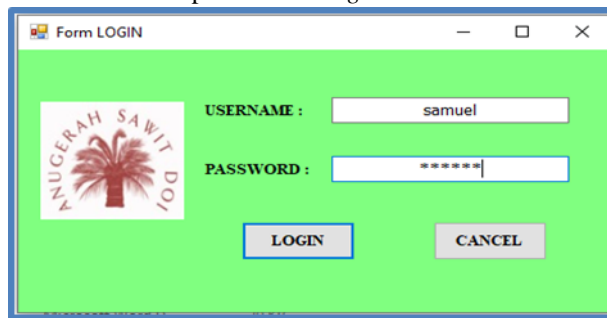 Form LOGIN
ANUGERAH SAWIT DOI
USERNAME :
samuel
PASSWORD :
******
LOGIN
CANCEL